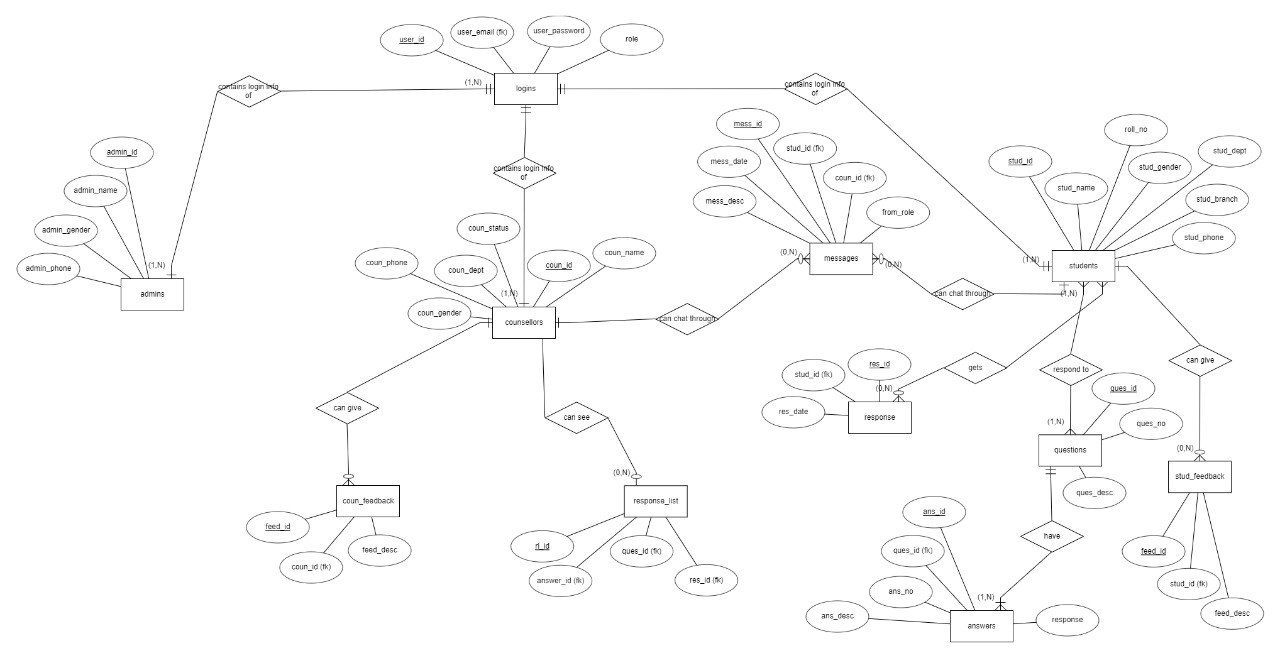 user_id
user_email (fk)
user_password
role
(1,N)
logins
contains login info
of
contains login info
of
contains login info
of
admin_id
admin_name
admin_gender
admin_phone
(1,N)
admins
mess_id
mess_date
mess_desc
stud_id (fk)
coun_id (fk)
from_role
(0,N)
messages
(0,N)
roll_no
stud_id
stud_name
stud_gender
stud_dept
stud_branch
stud_phone
(1,N)
students
(1,N)
coun_status
coun_phone
coun_dept
coun_id
coun_name
coun_gender
(1,N)
counsellors
can chat through
can chat through
gets
respond to
can give
res_id
stud_id (fk)
res_date
(0,N)
response
ques_id
ques_no
(1,N)
questions
ques_desc
can give
can see
(0,N)
stud_feedback
feed_id
stud_id (fk)
feed_desc
coun_feedback
feed_id
coun_id (fk)
feed_desc
(0,N)
response_list
rl_id
answer_id (fk)
ques_id (fk)
res_id (fk)
have
ans_id
ques_id (fk)
ans_no
ans_desc
(1,N)
answers
response